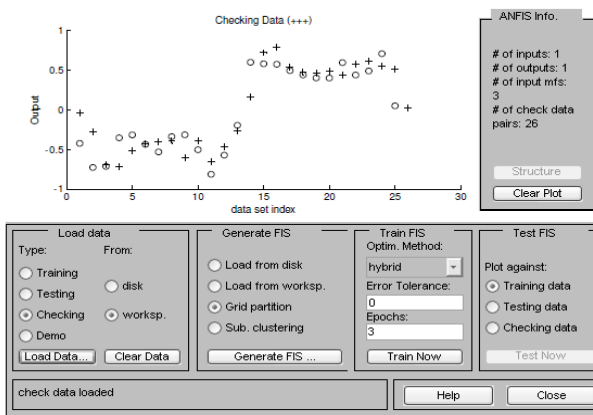 Checking Data (+++)
1
0.5
0
-0.5
-1
Output
0
5
10
15
20
25
30
data set index
ANFIS Info.
# of inputs: 1
# of outputs: 1
# of input mfs:
3
# of check data
pairs: 26
Structure
Clear Plot
Load data
Type:
From:
Training
Testing
Checking
Demo
disk
worksp.
Load Data...
Clear Data
Generate FIS
Load from disk
Load from worksp.
Grid partition
Sub. clustering
Generate FIS ...
Train FIS
Optim. Method:
hybrid
Error Tolerance:
0
Epochs:
3
Train Now
Test FIS
Plot against:
Training data
Testing data
Checking data
Test Now
check data loaded
Help
Close